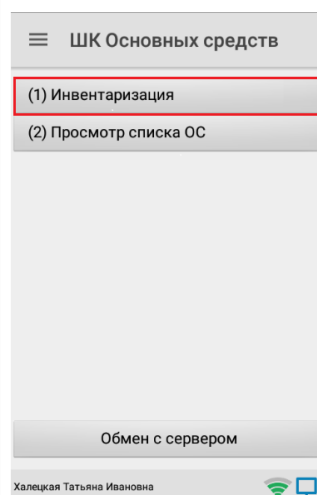 ШК Основных средств
(1) Инвентаризация
(2) Просмотр списка ОС
Обмен с сервером
Халецкая Татьяна Ивановна